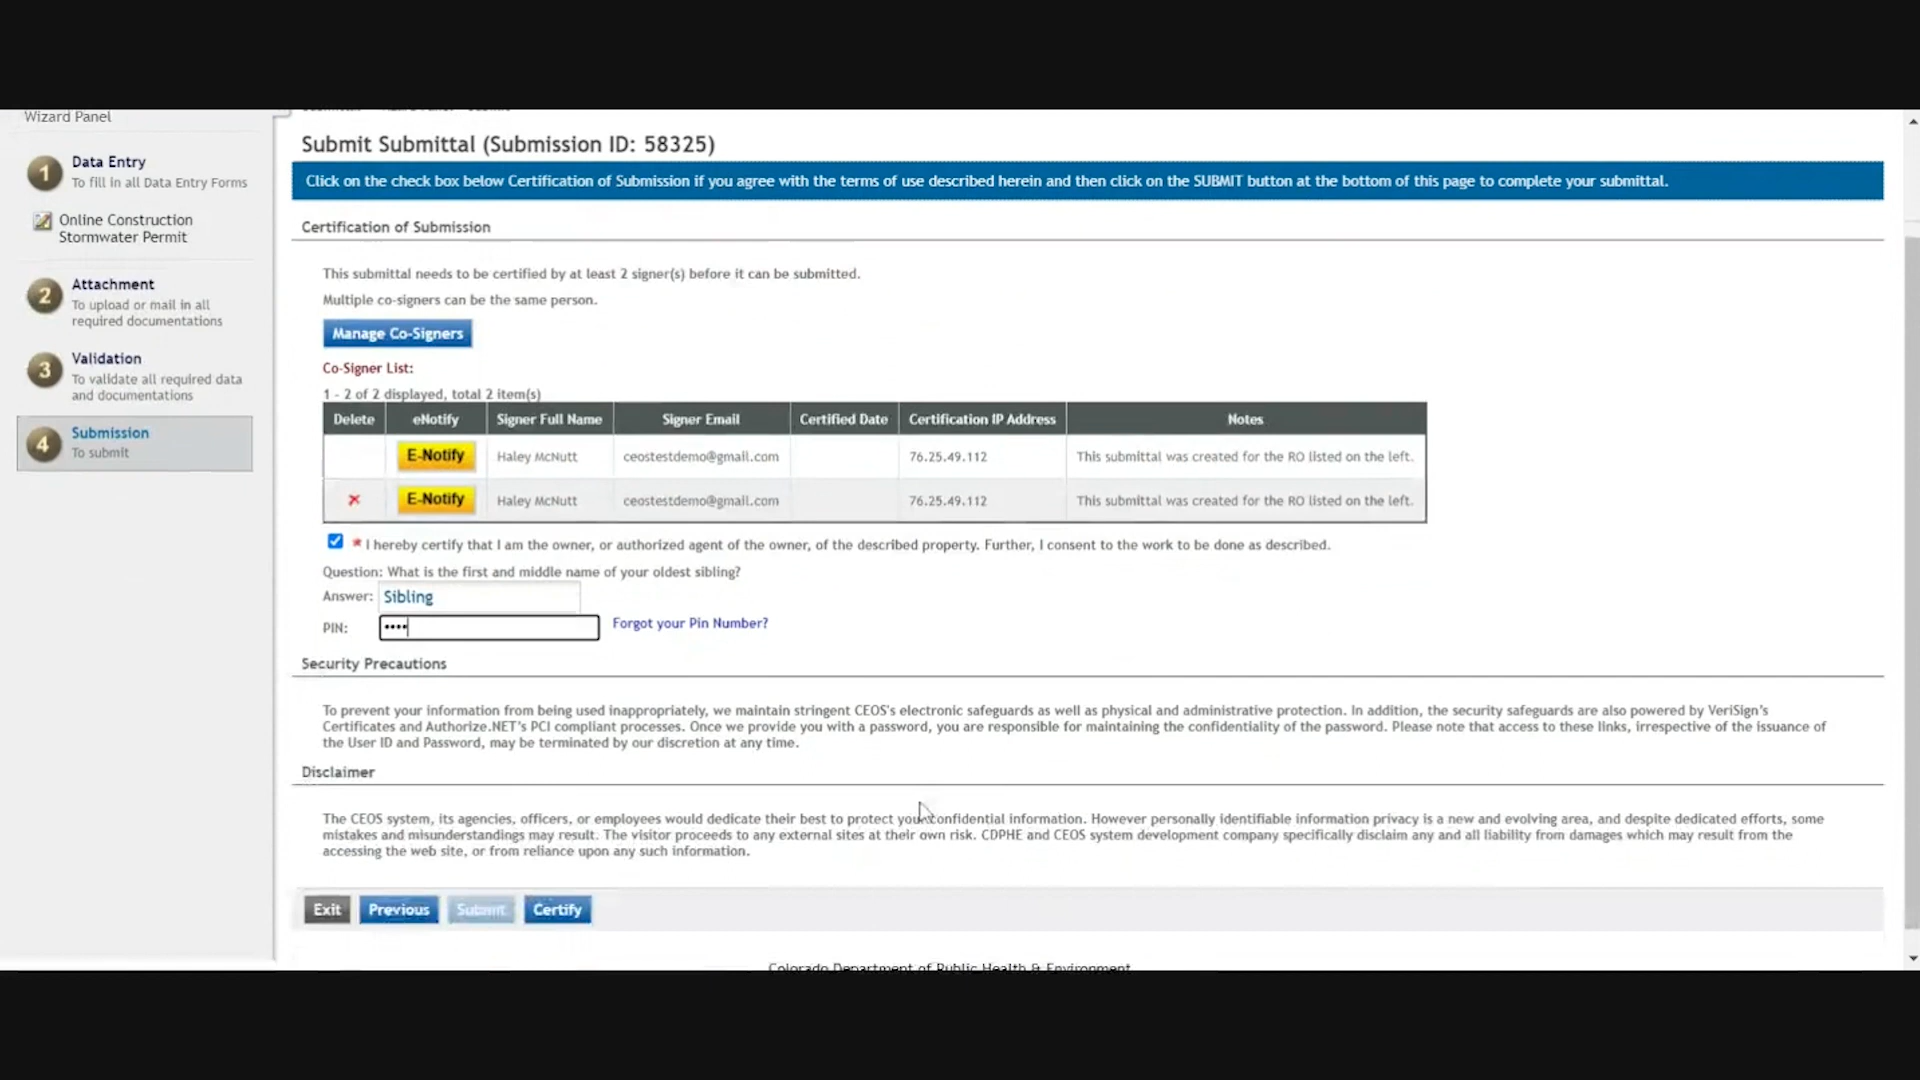 Wizard Panel
1 Data Entry
To fill in all Data Entry Forms
Online Construction
Stormwater Permit
2 Attachment
To upload or mail in all
required documentations
3 Validation
To validate all required data
and documentations
4 Submission
To submit
Submit Submittal (Submission ID: 58325)
Click on the check box below Certification of Submission if you agree with the terms of use described herein and then click on the SUBMIT button at the bottom of this page to complete your submittal.
Certification of Submission
This submittal needs to be certified by at least 2 signer(s) before it can be submitted.
Multiple co-signers can be the same person.
Manage Co-Signers
Co-Signer List:
1 - 2 of 2 displayed, total 2 item(s)
Delete eNotify Signer Full Name Signer Email Certified Date Certification IP Address Notes
E-Notify Haley McNutt ceostestdemo@gmail.com 76.25.49.112 This submittal was created for the RO listed on the left.
E-Notify Haley McNutt ceostestdemo@gmail.com 76.25.49.112 This submittal was created for the RO listed on the left.
* I hereby certify that I am the owner, or authorized agent of the owner, of the described property. Further, I consent to the work to be done as described.
Question: What is the first and middle name of your oldest sibling?
Answer: Sibling
PIN: •••• Forgot your Pin Number?
Security Precautions
To prevent your information from being used inappropriately, we maintain stringent CEOS's electronic safeguards as well as physical and administrative protection. In addition, the security safeguards are also powered by VeriSign's
Certificates and Authorize.NET's PCI compliant processes. Once we provide you with a password, you are responsible for maintaining the confidentiality of the password. Please note that access to these links, irrespective of the issuance of
the User ID and Password, may be terminated by our discretion at any time.
Disclaimer
The CEOS system, its agencies, officers, or employees would dedicate their best to protect your confidential information. However personally identifiable information privacy is a new and evolving area, and despite dedicated efforts, some
mistakes and misunderstandings may result. The visitor proceeds to any external sites at their own risk. CDPHE and CEOS system development company specifically disclaim any and all liability from damages which may result from the
accessing the web site, or from reliance upon any such information.
Exit Previous Submit Certify
Colorado Department of Public Health & Environment